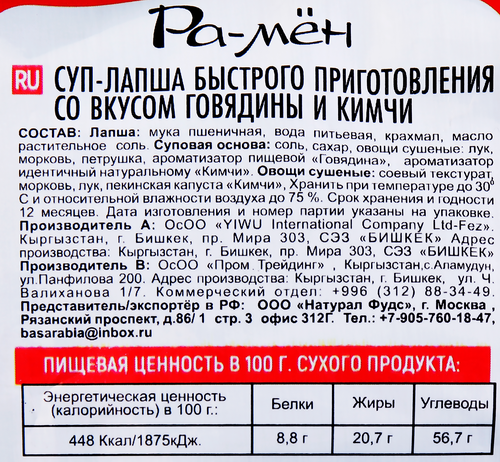 Ра-мён
RU СУП-ЛАПША БЫСТРОГО ПРИГОТОВЛЕНИЯ
СО ВКУСОМ ГОВЯДИНЫ И КИМЧИ
СОСТАВ: Лапша: мука пшеничная, вода питьевая, крахмал, масло
растительное соль. Суповая основа: соль, сахар, овощи сушеные: лук,
морковь, петрушка, ароматизатор пищевой «Говядина», ароматизатор
идентичный натуральному «Кимчи». Овощи сушеные: соевый текстурат,
морковь, лук, пекинская капуста «Кимчи», Хранить при температуре до 30°
С и относительной влажности воздуха до 75 %. Срок хранения и годности
12 месяцев. Дата изготовления и номер партии указаны на упаковке.
Производитель А: ОсОО «YIWU International Company Ltd-Fez».
Кыргызстан, г. Бишкек, пр. Мира 303, СЭЗ «БИШКЕК» Адрес
производства: Кыргызстан, г. Бишкек, пр. Мира 303, СЭЗ «БИШКЕК»
Производитель В: ОсОО «Пром Трейдинг» , Кыргызстан,с.Аламудун,
ул.Панфилова 200. Адрес производства: Кыргызстан, г. Бишкек, ул. Ч.
Валиханова 1/7. Коммерческий отдел: +996 (312) 88-34-49.
Представитель/экспортёр в РФ: ООО «Натурал Фудс», г. Москва ,
Рязанский проспект, д.86/1 стр. 3 офис 312Г. Тel.: +7-905-760-18-47,
basarabia@inbox.ru
ПИЩЕВАЯ ЦЕННОСТЬ В 100 Г. СУХОГО ПРОДУКТА:
Энергетическая ценность (калорийность) в 100 г.: Белки Жиры Углеводы
448 Ккал/1875кДж. 8,8 г 20,7 г 56,7 г